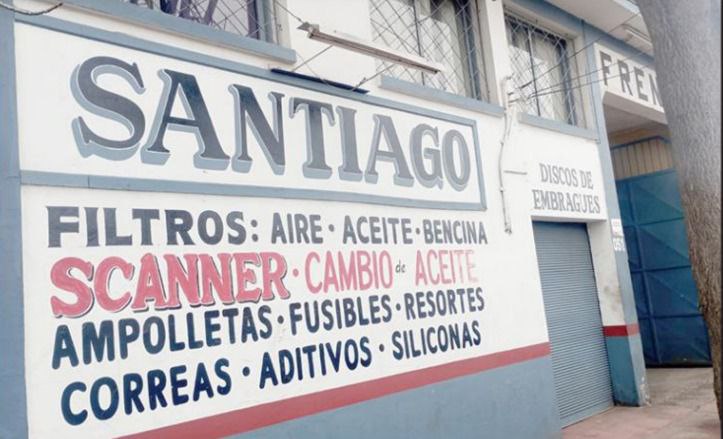 SANTIAGO
FILTROS: AIRE · ACEITE · BENCINA
SCANNER · CAMBIO de ACEITE
AMPOLLETAS · FUSIBLES · RESORTES
CORREAS · ADITIVOS · SILICONAS
DISCOS DE
EMBRAGUES
FREN